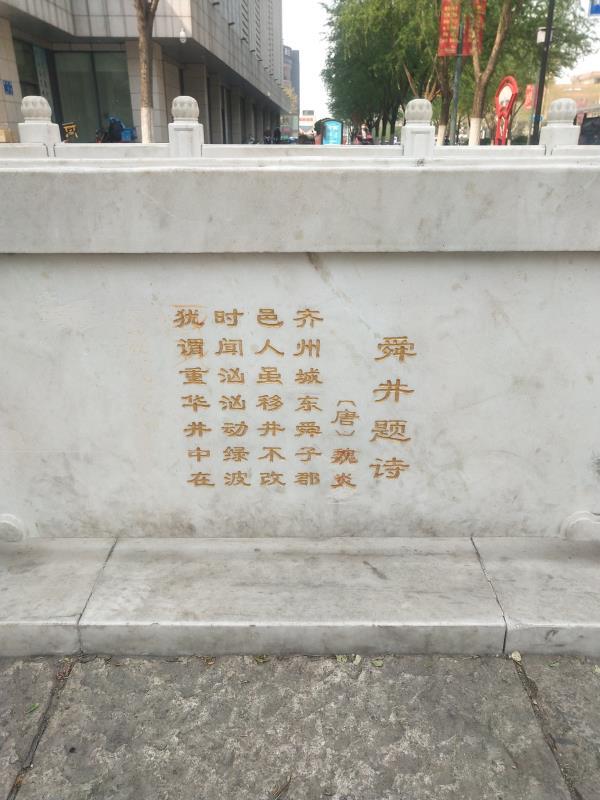 舜井题诗
〔唐〕魏炎
齐州城东舜子郡
邑人虽移井不改
时闻汹汹动绿波
犹谓重华井中在